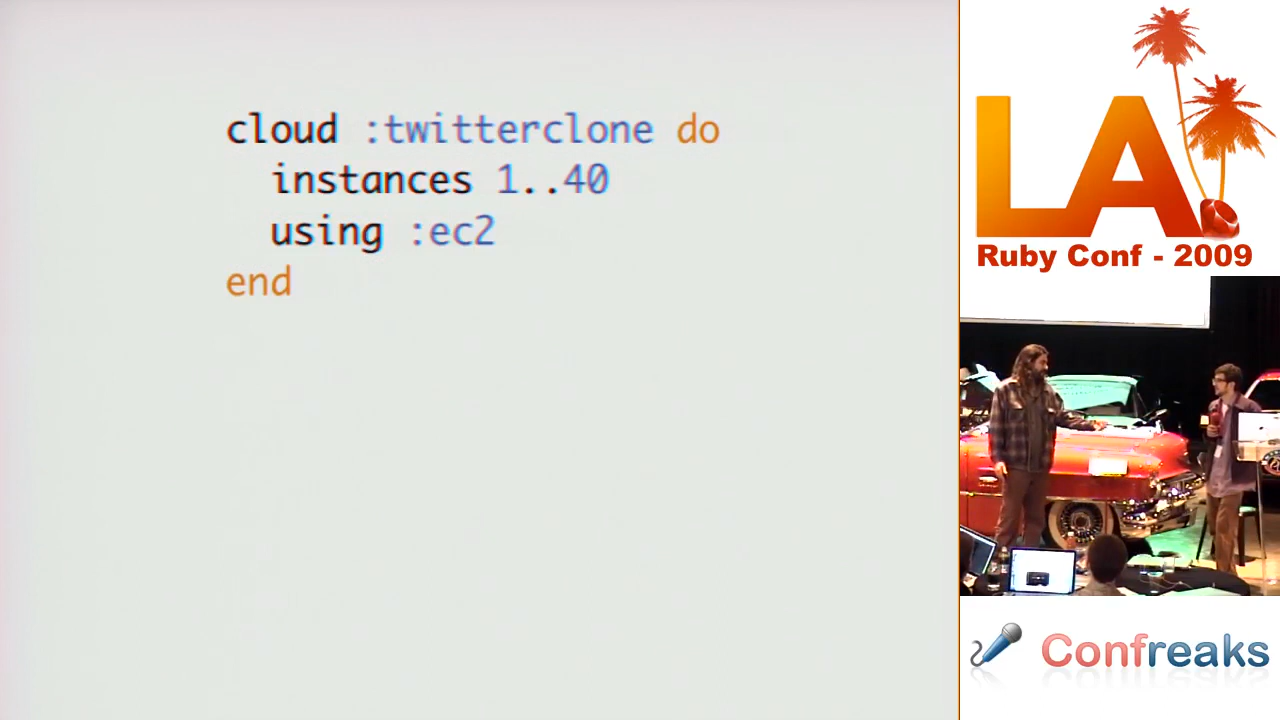 cloud :twitterclone do
  instances 1..40
  using :ec2
end
LA
Ruby Conf - 2009
Confreaks